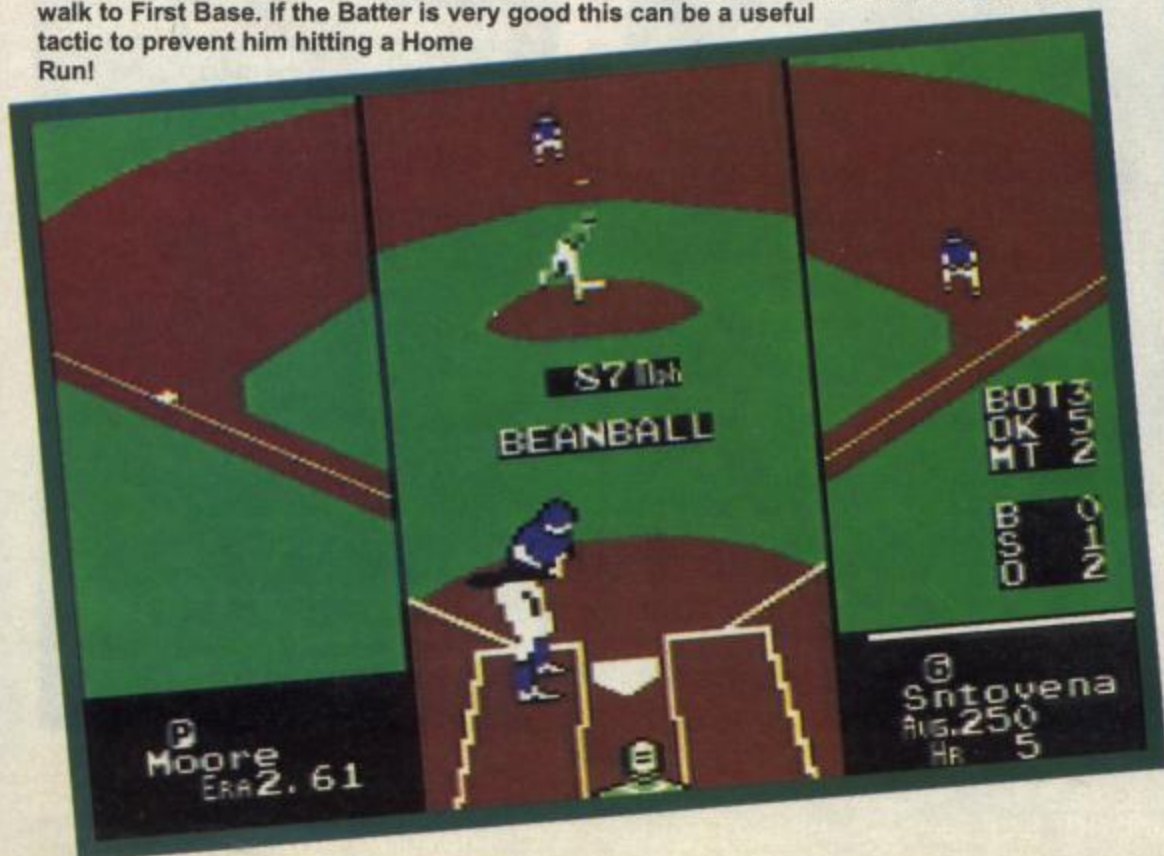 walk to First Base. If the Batter is very good this can be a useful
tactic to prevent him hitting a Home
Run!
87 Mph
BEANBALL
BOT3
OK 5
MT 2
B 0
S 1
O 2
P
Moore
ERA 2.61
G
Sntovena
AVG.250
HR 5